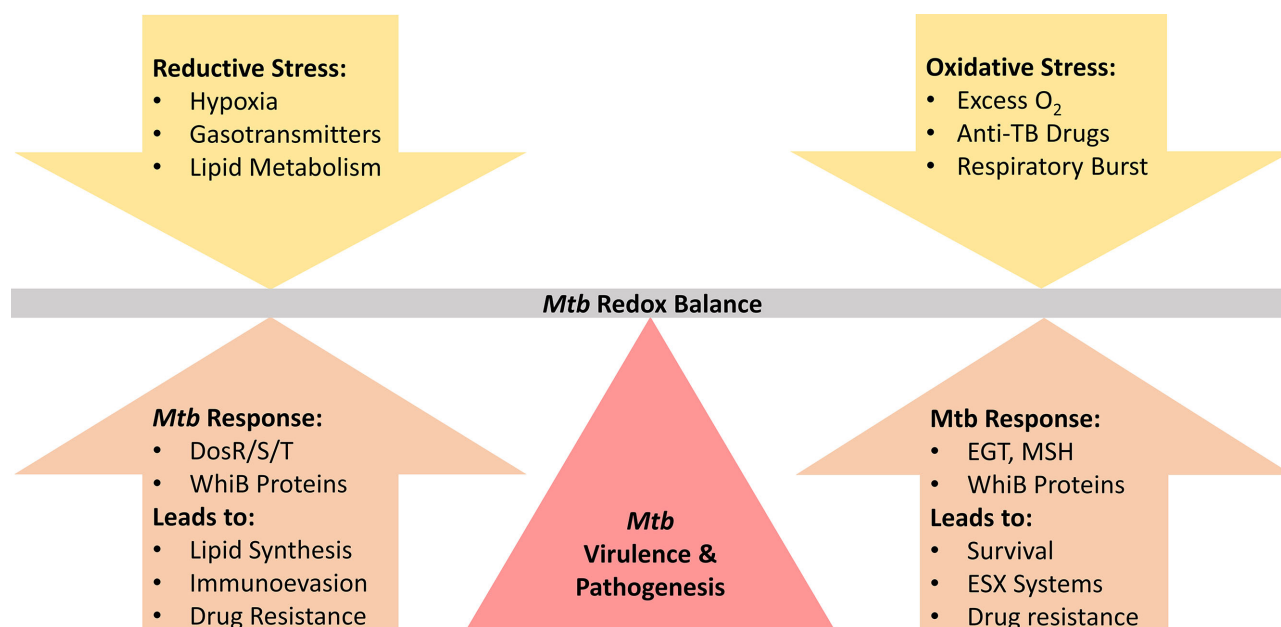 Reductive Stress:
• Hypoxia
• Gasotransmitters
• Lipid Metabolism
Oxidative Stress:
• Excess O₂
• Anti-TB Drugs
• Respiratory Burst
Mtb Redox Balance
Mtb Response:
• DosR/S/T
• WhiB Proteins
Leads to:
• Lipid Synthesis
• Immunoevasion
• Drug Resistance
Mtb
Virulence &
Pathogenesis
Mtb Response:
• EGT, MSH
• WhiB Proteins
Leads to:
• Survival
• ESX Systems
• Drug resistance